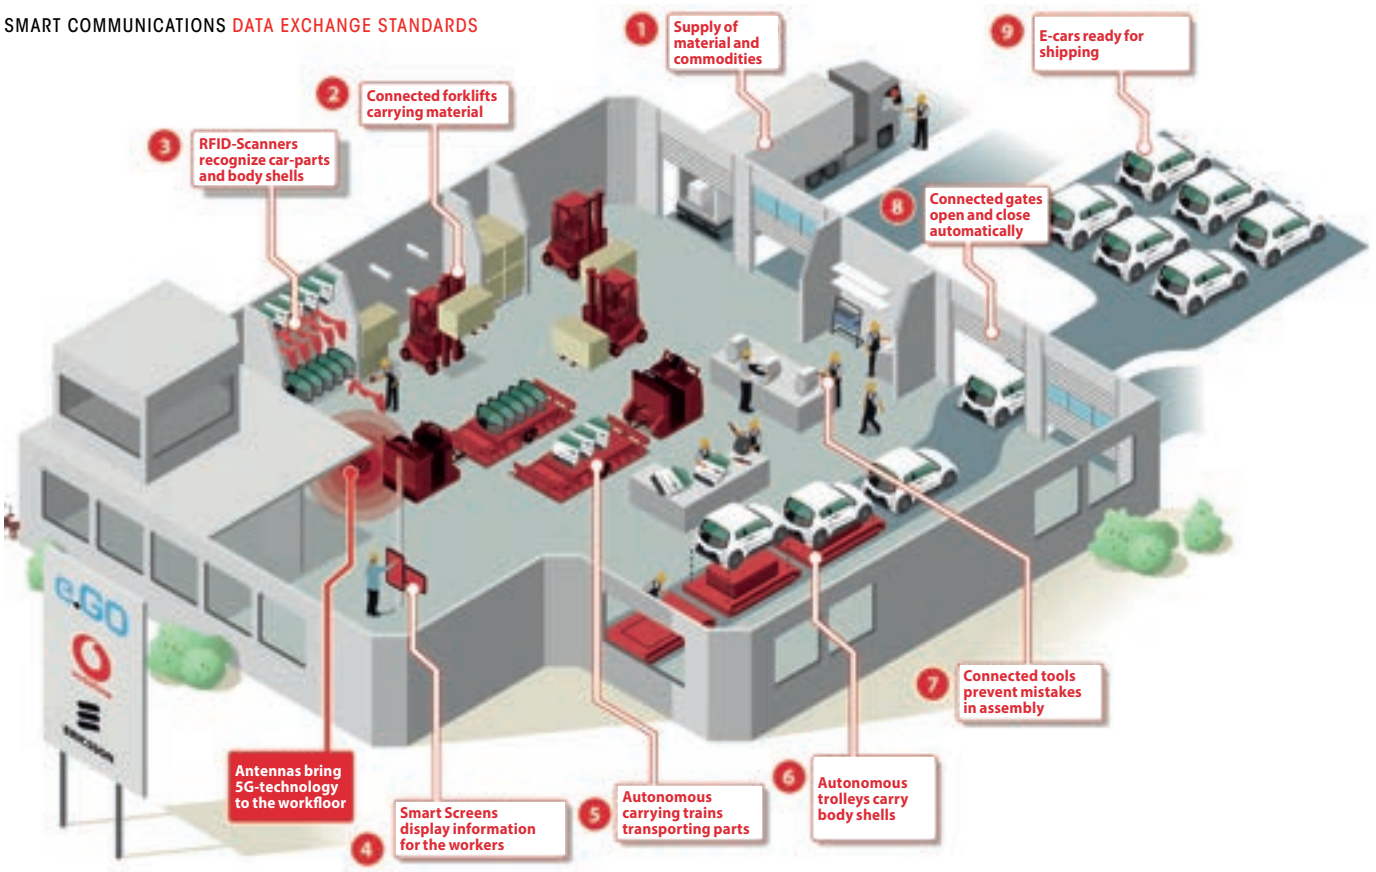 SMART COMMUNICATIONS DATA EXCHANGE STANDARDS
1
Supply of
material and
commodities
2
Connected forklifts
carrying material
3
RFID-Scanners
recognize car-parts
and body shells
9
E-cars ready for
shipping
8
Connected gates
open and close
automatically
e.GO
vodafone
ERICSSON
Antennas bring
5G-technology
to the workfloor
4
Smart Screens
display information
for the workers
5
Autonomous
carrying trains
transporting parts
6
Autonomous
trolleys carry
body shells
7
Connected tools
prevent mistakes
in assembly